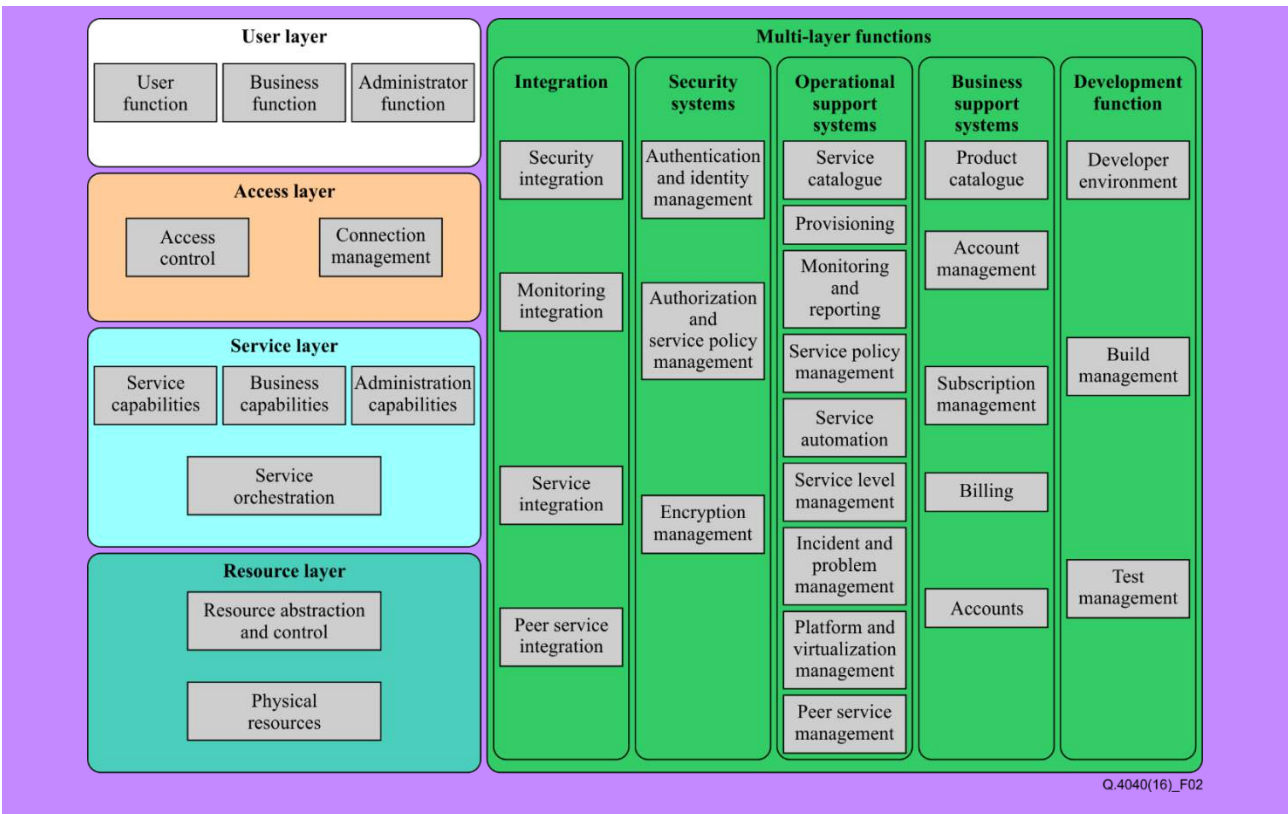 User layer
User
function
Business
function
Administrator
function
Access layer
Access
control
Connection
management
Service layer
Service
capabilities
Business
capabilities
Administration
capabilities
Service
orchestration
Resource layer
Resource abstraction
and control
Physical
resources
Multi-layer functions
Integration
Security
integration
Monitoring
integration
Service
integration
Peer service
integration
Security
systems
Authentication
and identity
management
Authorization
and
service policy
management
Encryption
management
Operational
support
systems
Service
catalogue
Provisioning
Monitoring
and
reporting
Service policy
management
Service
automation
Service level
management
Incident and
problem
management
Platform and
virtualization
management
Peer service
management
Business
support
systems
Product
catalogue
Account
management
Subscription
management
Billing
Accounts
Development
function
Developer
environment
Build
management
Test
management
Q.4040(16)_F02